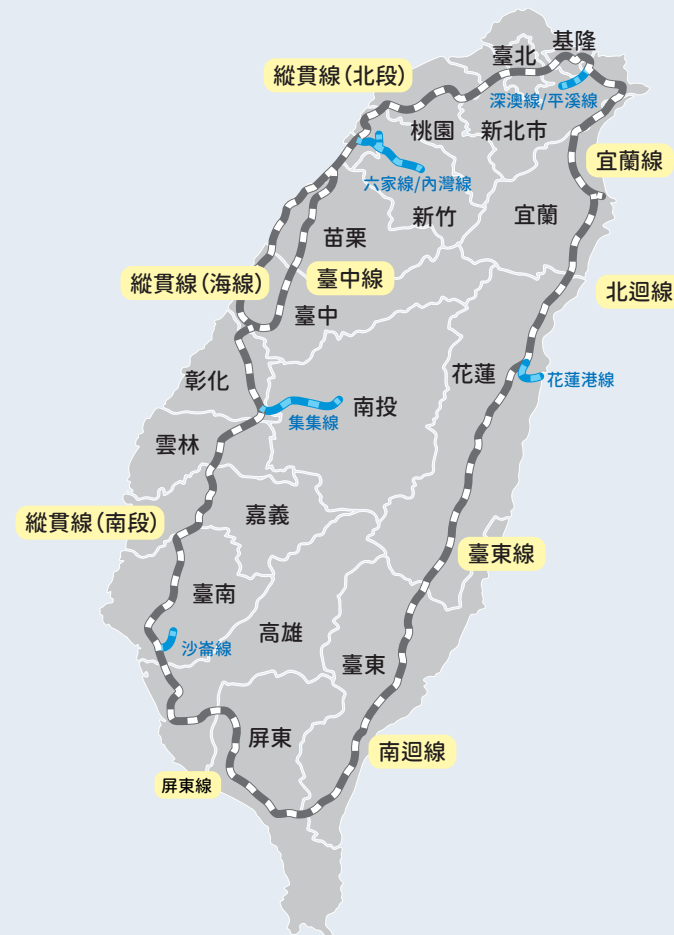 基隆
臺北
縱貫線(北段)
深澳線/平溪線
桃園
新北市
宜蘭線
六家線/內灣線
新竹
宜蘭
苗栗
縱貫線(海線)
臺中線
北迴線
臺中
彰化
花蓮
花蓮港線
南投
集集線
雲林
嘉義
縱貫線(南段)
臺東線
臺南
高雄
沙崙線
臺東
屏東
南迴線
屏東線